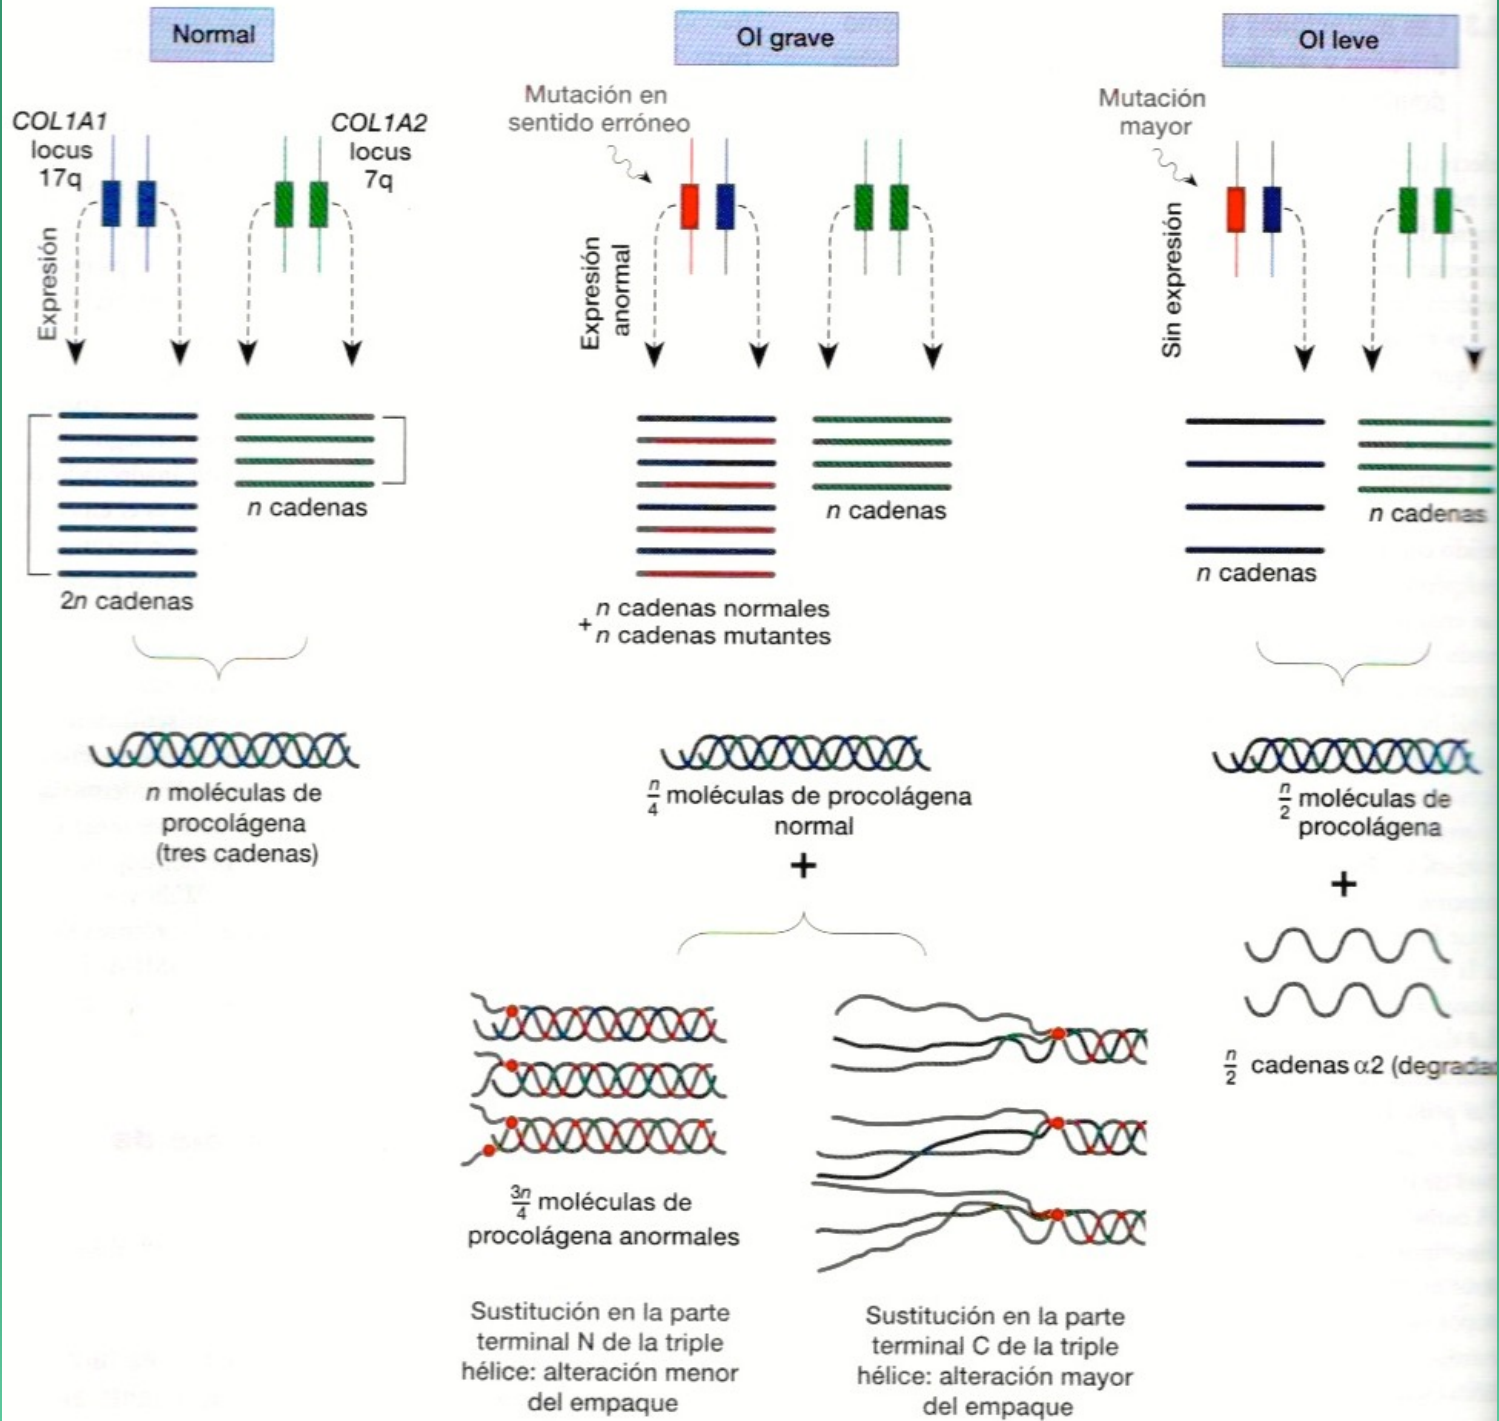 Normal
COL1A1
locus
17q
COL1A2
locus
7q
Expresión
2n cadenas
n cadenas
n moléculas de
procolágena
(tres cadenas)
OI grave
Mutación en
sentido erróneo
Expresión
anormal
n cadenas normales
+ n cadenas mutantes
n cadenas
n/4 moléculas de procolágena
normal
+
3n/4 moléculas de
procolágena anormales
Sustitución en la parte
terminal N de la triple
hélice: alteración menor
del empaque
Sustitución en la parte
terminal C de la triple
hélice: alteración mayor
del empaque
OI leve
Mutación
mayor
Sin expresión
n cadenas
n cadenas
n/2 moléculas de
procolágena
+
n/2 cadenas α2 (degradad